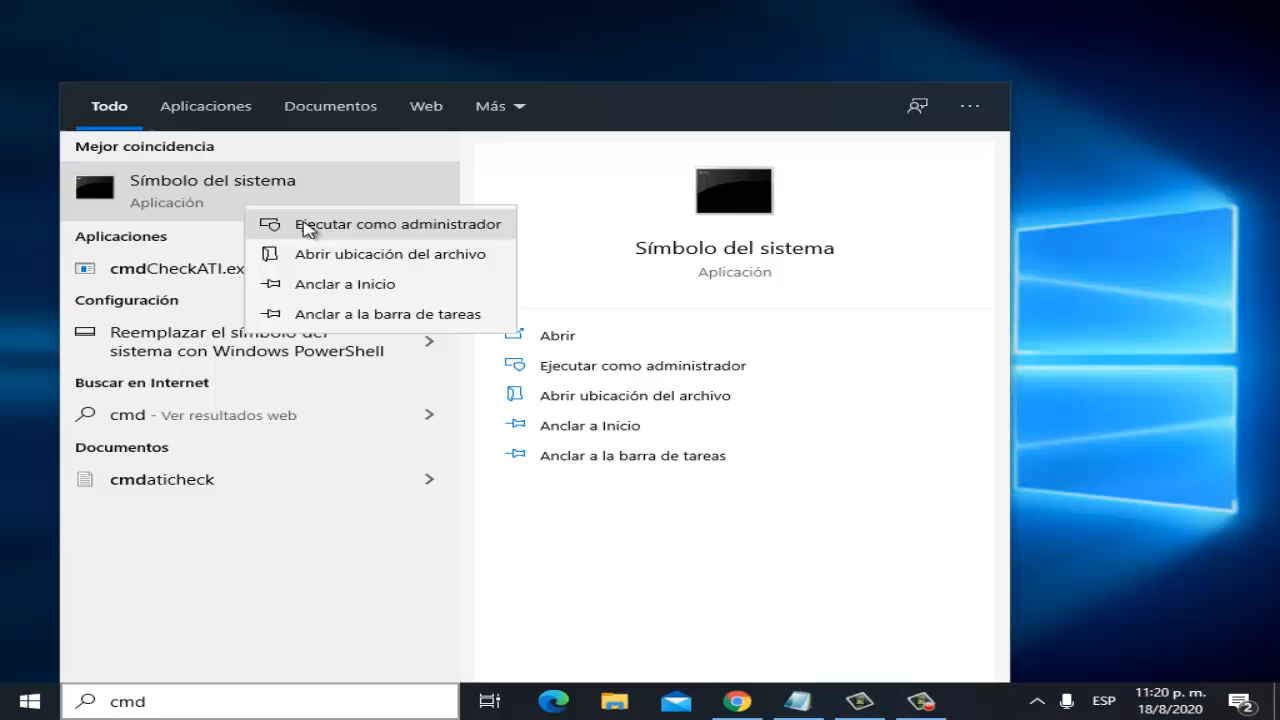 Todo Aplicaciones Documentos Web Más
Mejor coincidencia
Símbolo del sistema
Aplicación
Ejecutar como administrador
Abrir ubicación del archivo
Anclar a Inicio
Anclar a la barra de tareas
Aplicaciones
cmdCheckATI.ex
Configuración
Reemplazar el símbolo del
sistema con Windows PowerShell
Buscar en Internet
cmd - Ver resultados web
Documentos
cmdaticheck
Símbolo del sistema
Aplicación
Abrir
Ejecutar como administrador
Abrir ubicación del archivo
Anclar a Inicio
Anclar a la barra de tareas
cmd
ESP
11:20 p. m.
18/8/2020
2